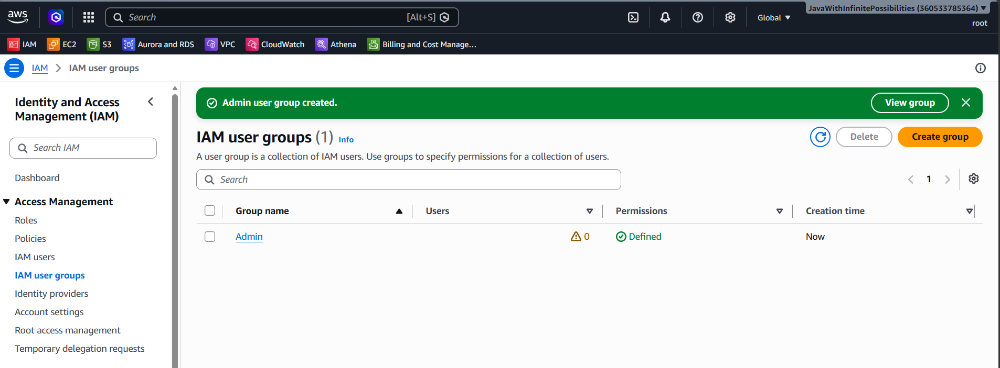 aws
Search
[Alt+S]
Global ▼
JavaWithInfinitePossibilities (360533785364) ▼
root
IAM
EC2
S3
Aurora and RDS
VPC
CloudWatch
Athena
Billing and Cost Manage...
IAM > IAM user groups
Identity and Access
Management (IAM)
Search IAM
Dashboard
Access Management
Roles
Policies
IAM users
IAM user groups
Identity providers
Account settings
Root access management
Temporary delegation requests
Admin user group created.
View group
IAM user groups (1) Info
Delete
Create group
A user group is a collection of IAM users. Use groups to specify permissions for a collection of users.
Search
1
Group name
Users
Permissions
Creation time
Admin
0
Defined
Now